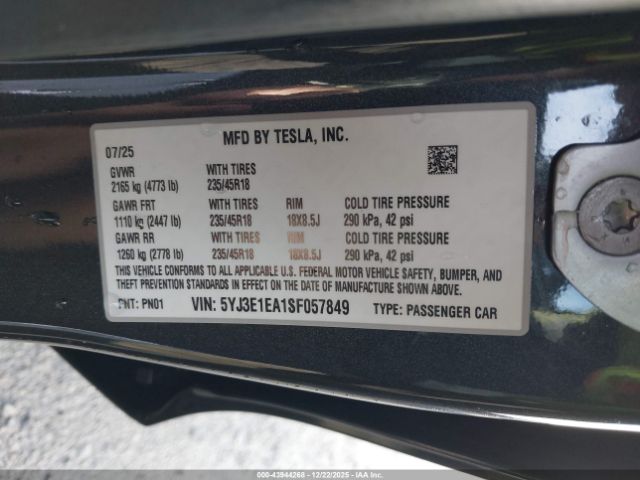 MFD BY TESLA, INC.
07/25
GVWR WITH TIRES
2165 kg (4773 lb) 235/45R18
GAWR FRT WITH TIRES RIM COLD TIRE PRESSURE
1110 kg (2447 lb) 235/45R18 18X8.5J 290 kPa, 42 psi
GAWR RR WITH TIRES RIM COLD TIRE PRESSURE
1260 kg (2778 lb) 235/45R18 18X8.5J 290 kPa, 42 psi
THIS VEHICLE CONFORMS TO ALL APPLICABLE U.S. FEDERAL MOTOR VEHICLE SAFETY, BUMPER, AND
THEFT PREVENTION STANDARDS IN EFFECT ON THE DATE OF MANUFACTURE SHOWN ABOVE.
PNT: PN01 VIN: 5YJ3E1EA1SF057849 TYPE: PASSENGER CAR
000-43944268 - 12/22/2025 - IAA Inc.